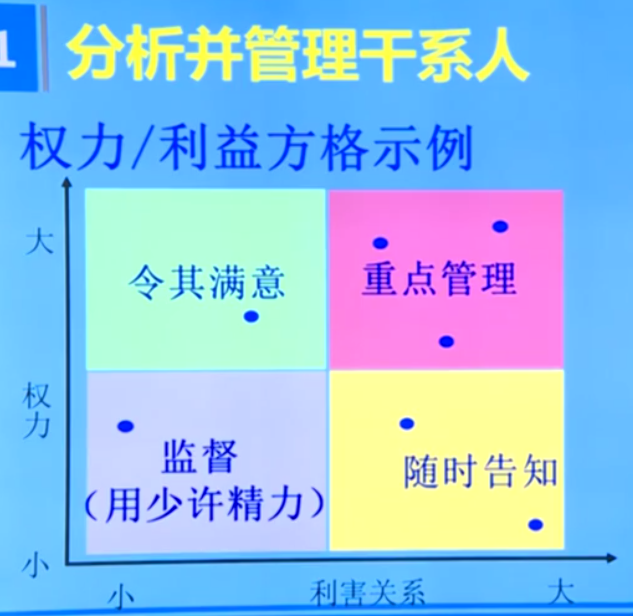 1
分析并管理干系人
权力/利益方格示例
大
令其满意
重点管理
权
力
监督
（用少许精力）
随时告知
小
小
利害关系
大